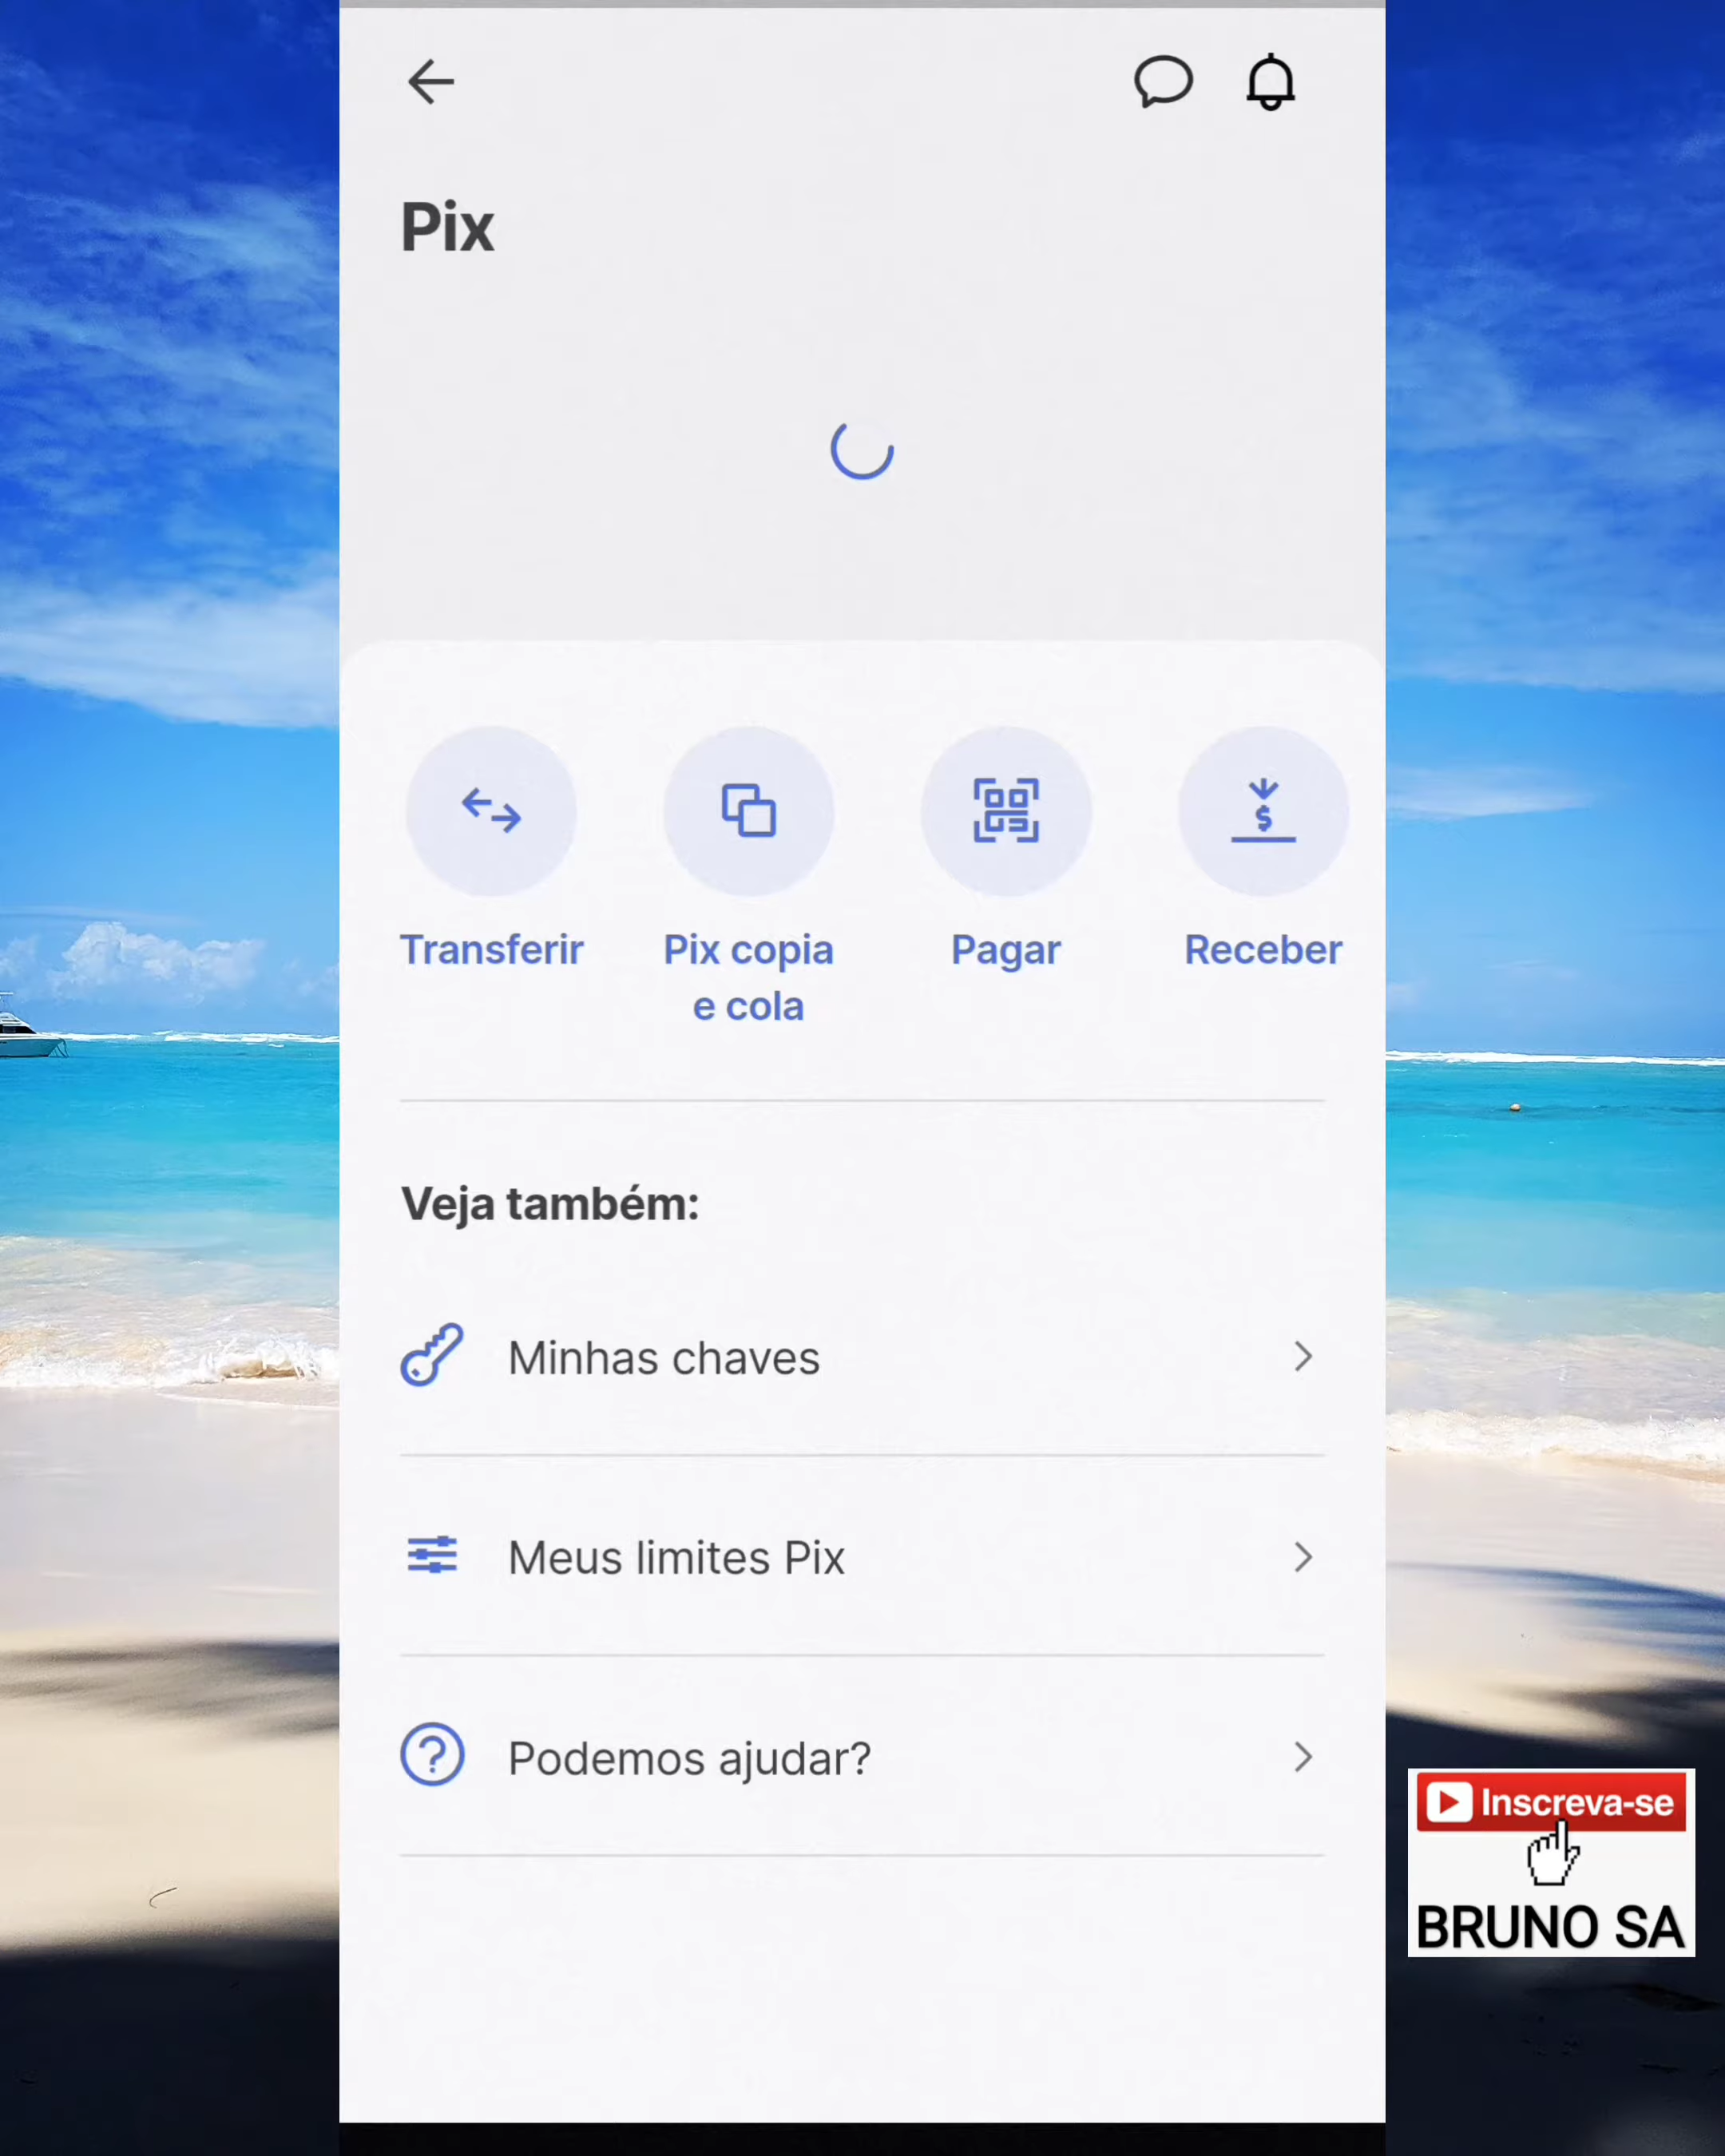 Pix
Transferir
Pix copia
e cola
Pagar
Receber
Veja também:
Minhas chaves
Meus limites Pix
Podemos ajudar?
Inscreva-se
BRUNO SA